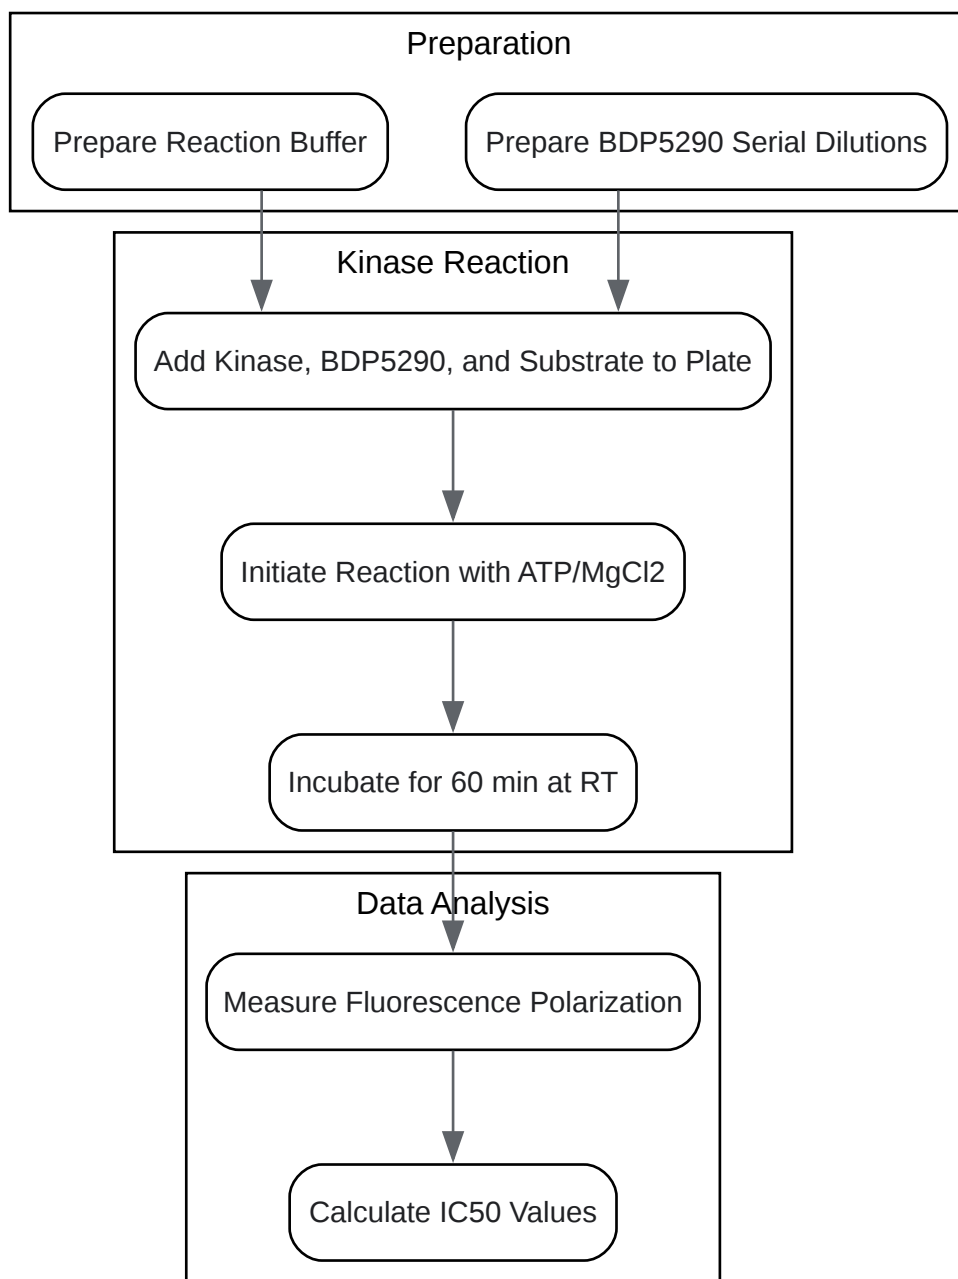 Preparation
Prepare Reaction Buffer
Prepare BDP5290 Serial Dilutions
Kinase Reaction
Add Kinase, BDP5290, and Substrate to Plate
Initiate Reaction with ATP/MgCl2
Incubate for 60 min at RT
Data Analysis
Measure Fluorescence Polarization
Calculate IC50 Values